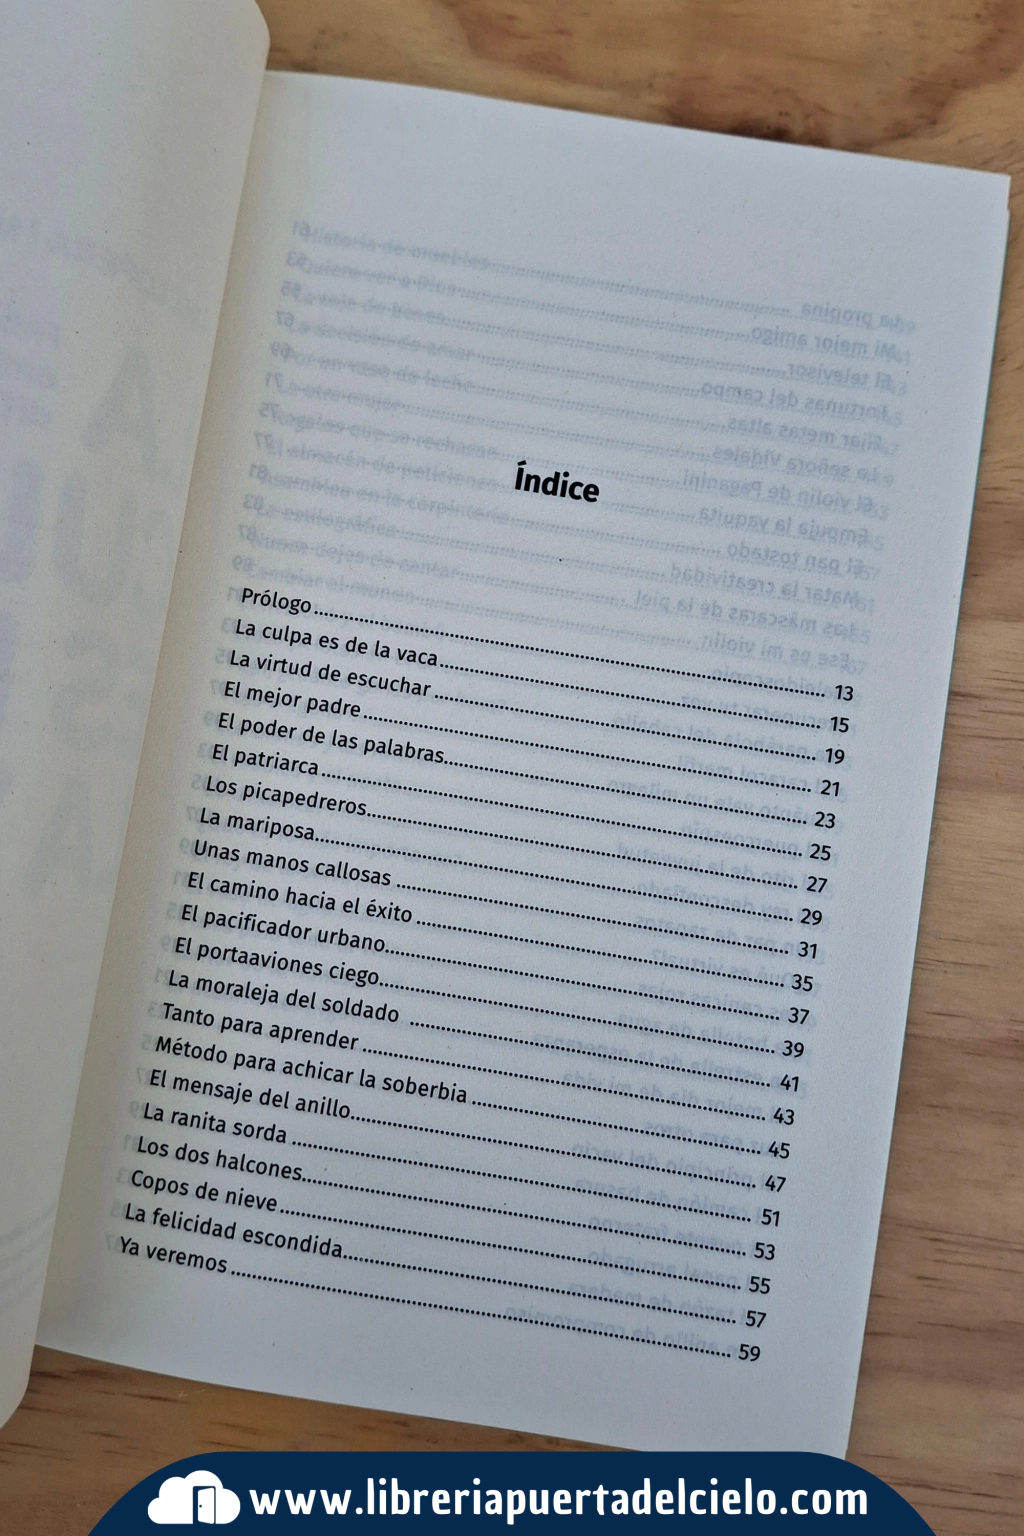 Índice
Prólogo 13
La culpa es de la vaca 15
La virtud de escuchar 19
El mejor padre 21
El poder de las palabras 23
El patriarca 25
Los picapedreros 27
La mariposa 29
Unas manos callosas 31
El camino hacia el éxito 35
El pacificador urbano 37
El portaaviones ciego 39
La moraleja del soldado 41
Tanto para aprender 43
Método para achicar la soberbia 45
El mensaje del anillo 47
La ranita sorda 51
Los dos halcones 53
Copos de nieve 55
La felicidad escondida 57
Ya veremos 59
www.libreriapuertadelcielo.com